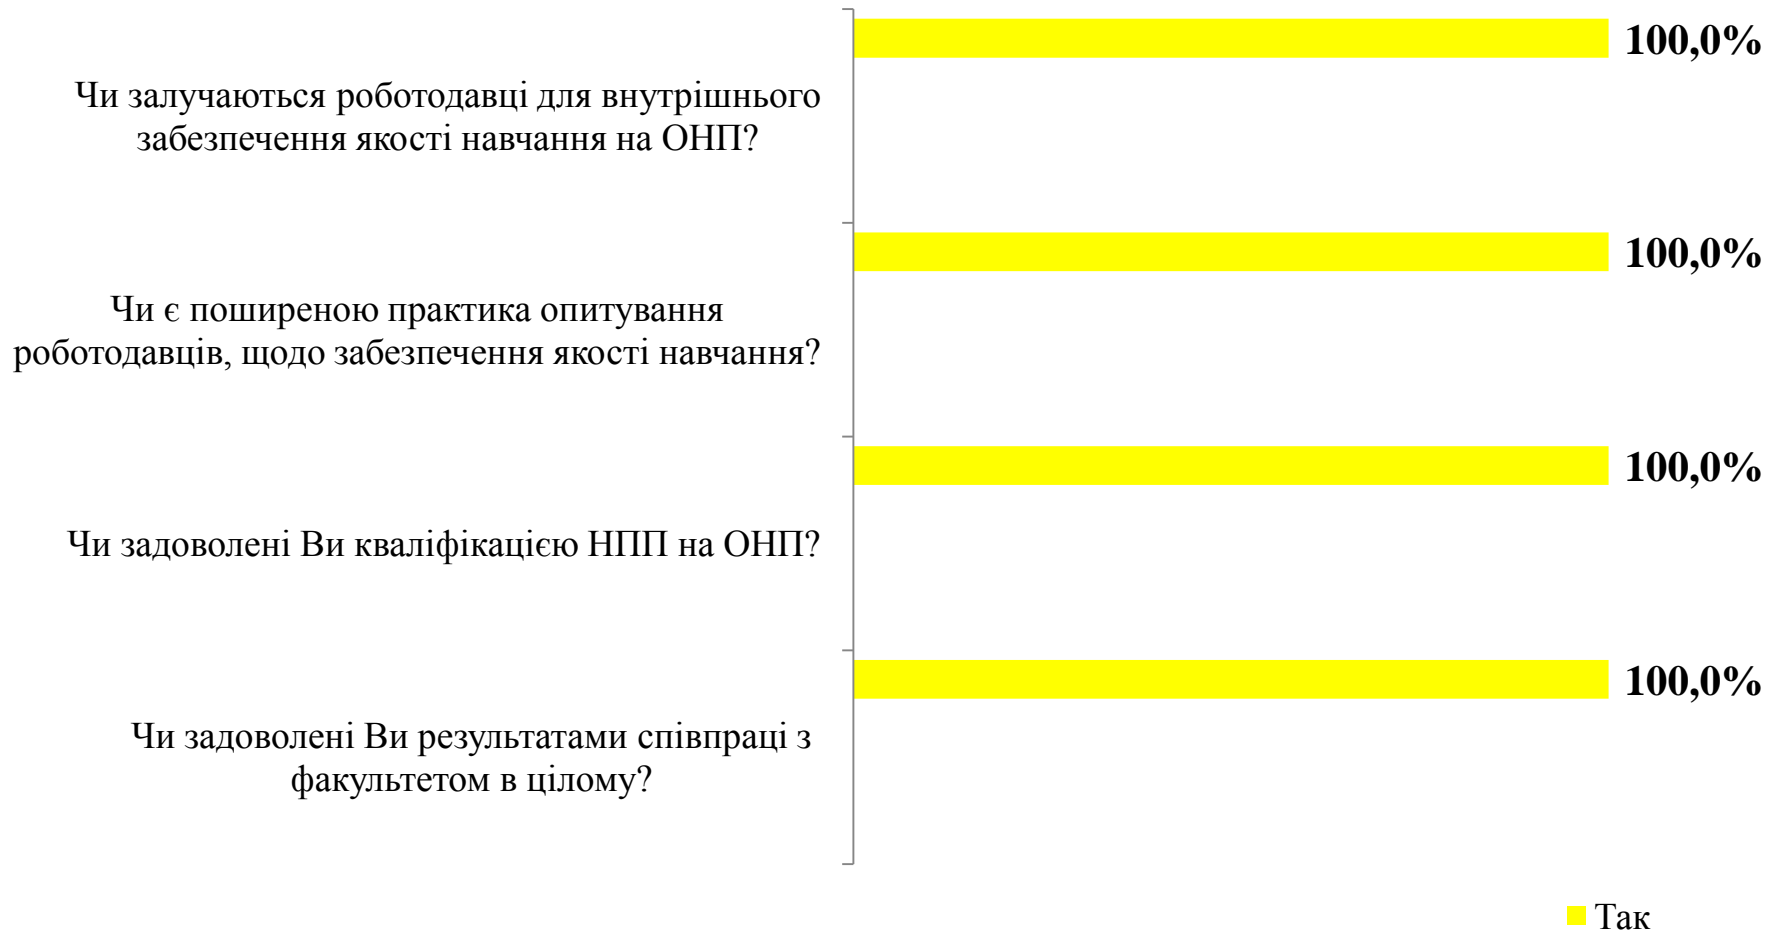 100,0%
Чи залучаються роботодавці для внутрішнього
забезпечення якості навчання на ОНП?
100,0%
Чи є поширеною практика опитування
роботодавців, щодо забезпечення якості навчання?
100,0%
Чи задоволені Ви кваліфікацією НПП на ОНП?
100,0%
Чи задоволені Ви результатами співпраці з
факультетом в цілому?
Так